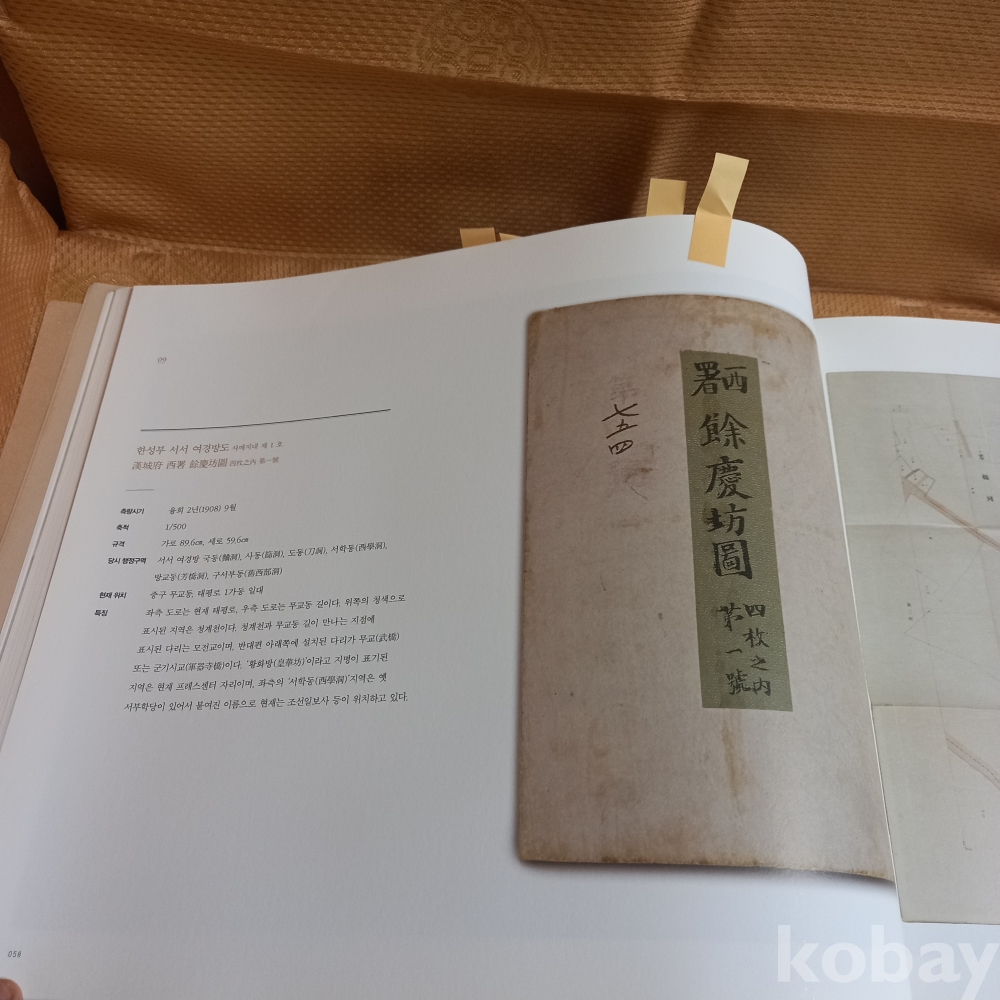 09
한성부 서서 여경방도 사매지내 제 1 호
漢城府 西署 餘慶坊圖 四枚之內 第一號
측량시기 융희 2년(1908) 9월
축척 1/500
규격 가로 89.6㎝, 세로 59.6㎝
당시 행정구역 서서 여경방 국동(麯洞), 사동(篩洞), 도동(刀洞), 서학동(西學洞),
방교동(芳橋洞), 구서부동(舊西部洞)
현재 위치 중구 무교동, 태평로 1가동 일대
특징 좌측 도로는 현재 태평로, 우측 도로는 무교동 길이다. 위쪽의 청색으로
표시된 지역은 청계천이다. 청계천과 무교동 길이 만나는 지점에
표시된 다리는 모전교이며, 반대편 아래쪽에 설치된 다리가 무교(武橋)
또는 군기시교(軍器寺橋)이다. '황화방(皇華坊)'이라고 지명이 표기된
지역은 현재 프레스센터 자리이며, 좌측의 '서학동(西學洞)'지역은 옛
서부학당이 있어서 붙여진 이름으로 현재는 조선일보사 등이 위치하고 있다.
058
西署
餘慶坊圖
四枚之内
第一號
七五四
kobay